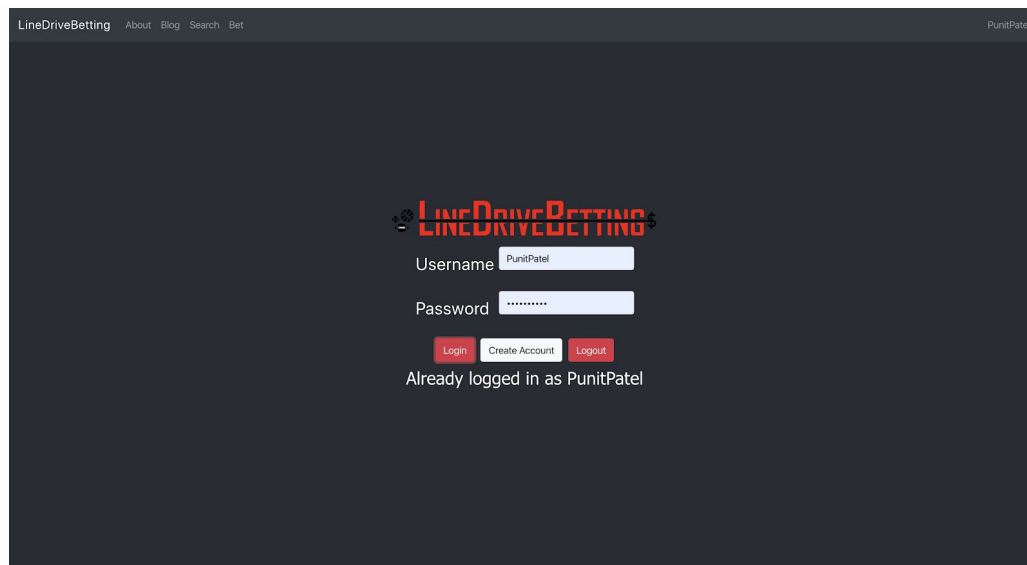 LineDriveBetting About Blog Search Bet PunitPate
LINEDRIVEBETTING$
Username PunitPatel
Password ••••••••••
Login Create Account Logout
Already logged in as PunitPatel